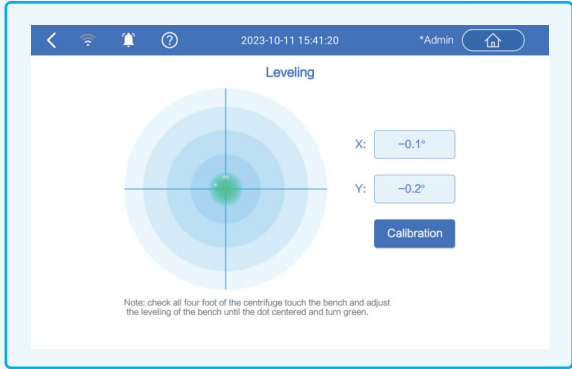 2023-10-11 15:41:20 *Admin
Leveling
X: −0.1°
Y: −0.2°
Calibration
Note: check all four foot of the centrifuge touch the bench and adjust
the leveling of the bench until the dot centered and turn green.